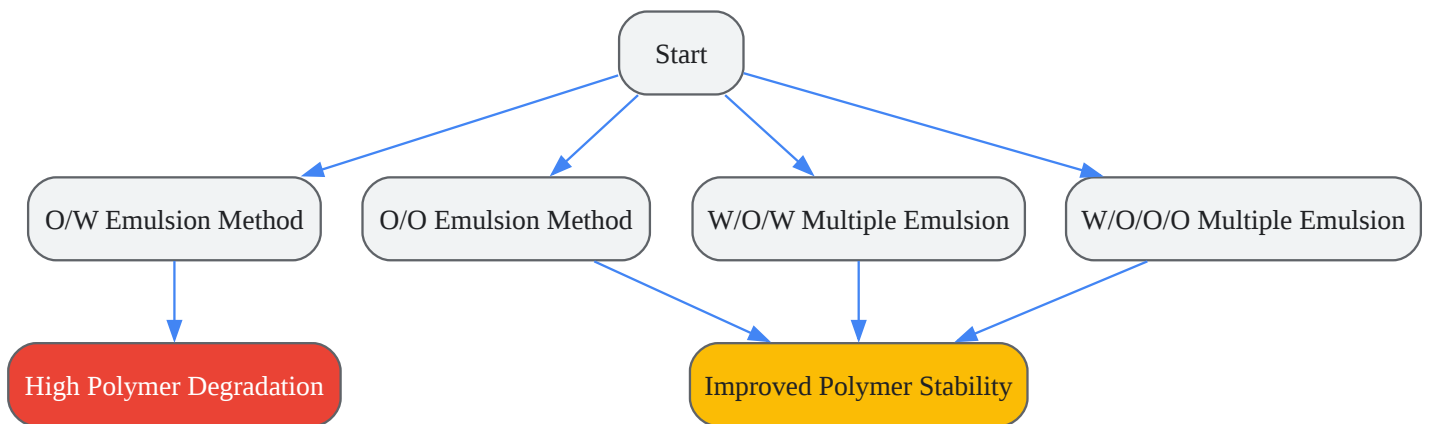 Start
O/W Emulsion Method
O/O Emulsion Method
W/O/W Multiple Emulsion
W/O/O/O Multiple Emulsion
High Polymer Degradation
Improved Polymer Stability